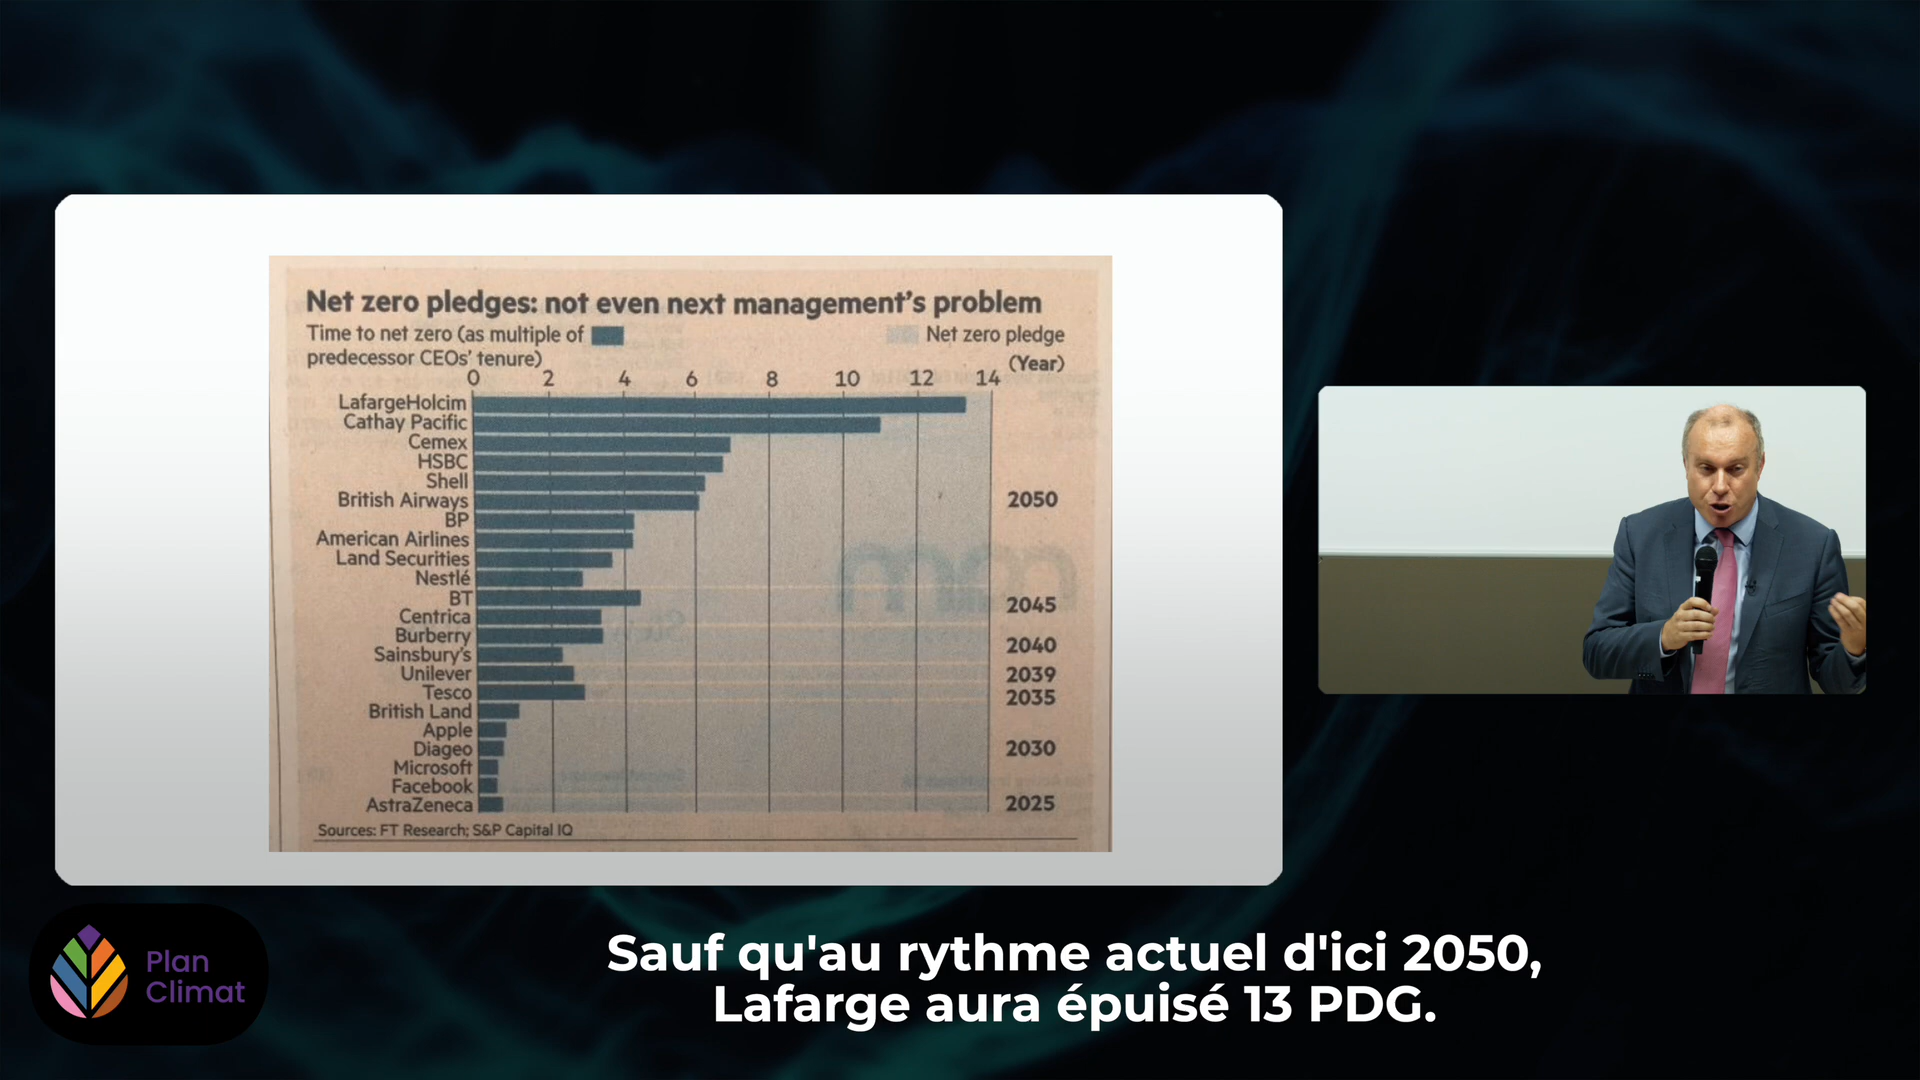 Net zero pledges: not even next management's problem
Time to net zero (as multiple of
predecessor CEOs' tenure)
Net zero pledge
(Year)
0 2 4 6 8 10 12 14
LafargeHolcim
Cathay Pacific
Cemex
HSBC
Shell
British Airways
2050
BP
American Airlines
Land Securities
Nestlé
BT
2045
Centrica
Burberry
2040
Sainsbury's
Unilever
2039
Tesco
2035
British Land
Apple
Diageo
2030
Microsoft
Facebook
AstraZeneca
2025
Sources: FT Research; S&P Capital IQ
Plan
Climat
Sauf qu'au rythme actuel d'ici 2050,
Lafarge aura épuisé 13 PDG.